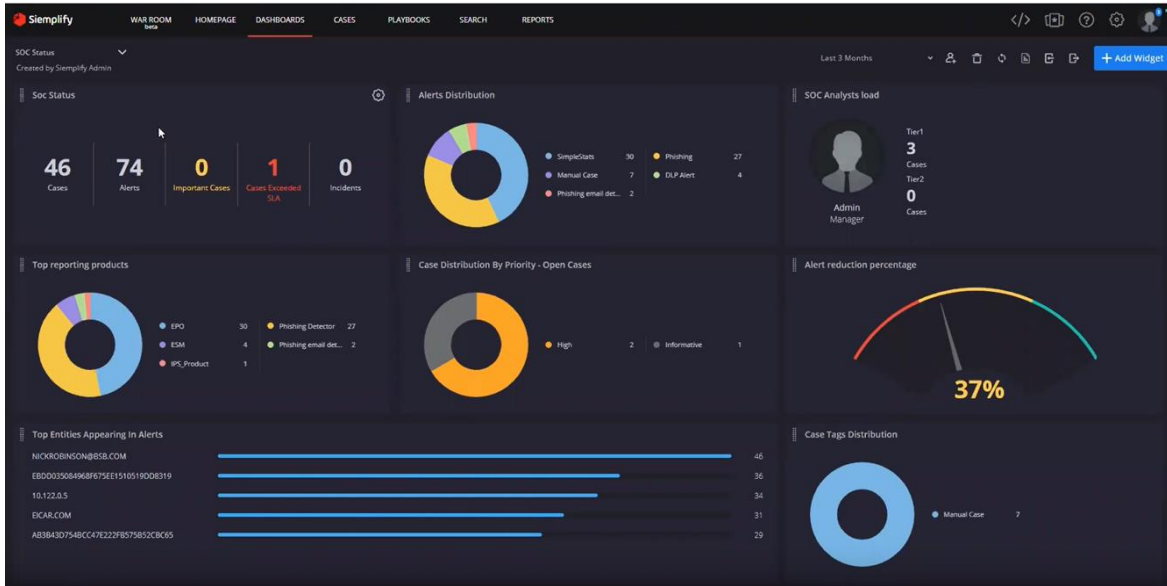 Siemplify
WAR ROOM
beta
HOMEPAGE
DASHBOARDS
CASES
PLAYBOOKS
SEARCH
REPORTS
SOC Status
Created by Siemplify Admin
Last 3 Months
+ Add Widget
Soc Status
46
Cases
74
Alerts
0
Important Cases
1
Cases Exceeded
SLA
0
Incidents
Alerts Distribution
SimpleStats 30
Phishing 27
Manual Case 7
DLP Alert 4
Phishing email det... 2
SOC Analysts load
Admin
Manager
Tier1
3
Cases
Tier2
0
Cases
Top reporting products
EPO 30
Phishing Detector 27
ESM 4
Phishing email det... 2
IPS_Product 1
Case Distribution By Priority - Open Cases
High 2
Informative 1
Alert reduction percentage
37%
Top Entities Appearing In Alerts
NICKROBINSON@BSB.COM 46
EBDD035084968F675EE1510519DD8319 36
10.122.0.5 34
EICAR.COM 31
AB3B43D754BCC47E222FB575B52CBC65 29
Case Tags Distribution
Manual Case 7